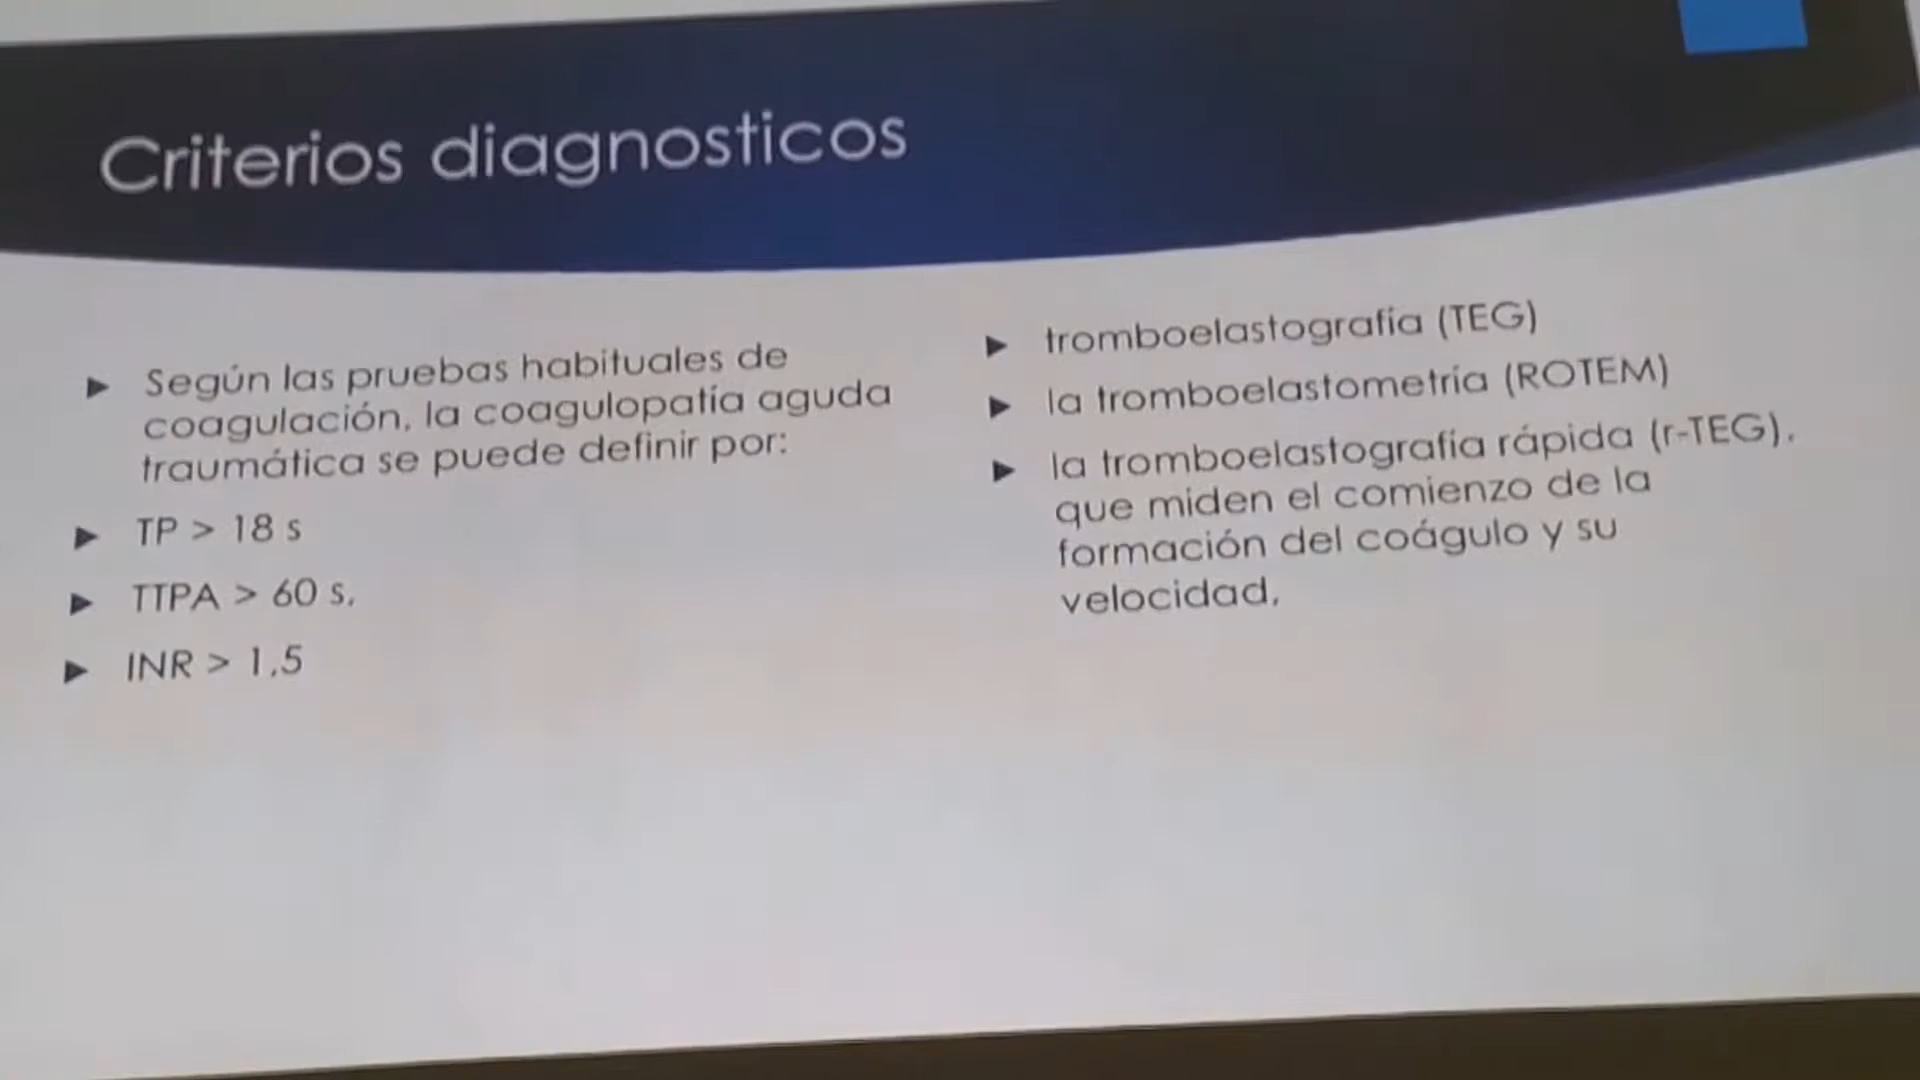 Criterios diagnosticos
► Según las pruebas habituales de
coagulación, la coagulopatía aguda
traumática se puede definir por:
► TP > 18 s
► TTPA > 60 s,
► INR > 1,5
► tromboelastografía (TEG)
► la tromboelastometría (ROTEM)
► la tromboelastografía rápida (r-TEG),
que miden el comienzo de la
formación del coágulo y su
velocidad,